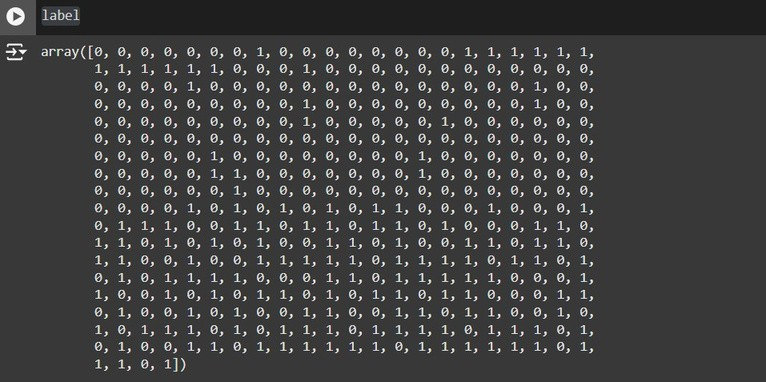 label
array([0, 0, 0, 0, 0, 0, 0, 1, 0, 0, 0, 0, 0, 0, 0, 0, 1, 1, 1, 1, 1, 1,
1, 1, 1, 1, 1, 1, 0, 0, 0, 1, 0, 0, 0, 0, 0, 0, 0, 0, 0, 0, 0, 0,
0, 0, 0, 0, 1, 0, 0, 0, 0, 0, 0, 0, 0, 0, 0, 0, 0, 0, 0, 1, 0, 0,
0, 0, 0, 0, 0, 0, 0, 0, 0, 1, 0, 0, 0, 0, 0, 0, 0, 0, 0, 1, 0, 0,
0, 0, 0, 0, 0, 0, 0, 0, 0, 1, 0, 0, 0, 0, 0, 1, 0, 0, 0, 0, 0, 0,
0, 0, 0, 0, 0, 0, 0, 0, 0, 0, 0, 0, 0, 0, 0, 0, 0, 0, 0, 0, 0, 0,
0, 0, 0, 0, 0, 1, 0, 0, 0, 0, 0, 0, 0, 0, 1, 0, 0, 0, 0, 0, 0, 0,
0, 0, 0, 0, 0, 1, 1, 0, 0, 0, 0, 0, 0, 0, 1, 0, 0, 0, 0, 0, 0, 0,
0, 0, 0, 0, 0, 0, 1, 0, 0, 0, 0, 0, 0, 0, 0, 0, 0, 0, 0, 0, 0, 0,
0, 0, 0, 0, 1, 0, 1, 0, 1, 0, 1, 0, 1, 1, 0, 0, 0, 1, 0, 0, 0, 1,
0, 1, 1, 1, 0, 0, 1, 1, 0, 1, 1, 0, 1, 1, 0, 1, 0, 0, 0, 1, 1, 0,
1, 1, 0, 1, 0, 1, 0, 1, 0, 0, 1, 1, 0, 1, 0, 0, 1, 1, 0, 1, 1, 0,
1, 1, 0, 0, 1, 0, 0, 1, 1, 1, 1, 1, 0, 1, 1, 1, 1, 0, 1, 1, 0, 1,
0, 1, 0, 1, 1, 1, 1, 0, 0, 0, 1, 1, 0, 1, 1, 1, 1, 1, 0, 0, 0, 1,
1, 0, 0, 1, 0, 1, 0, 1, 1, 0, 1, 0, 1, 1, 0, 1, 1, 0, 0, 0, 1, 1,
0, 1, 0, 0, 1, 0, 1, 0, 0, 1, 1, 0, 0, 1, 1, 0, 1, 1, 0, 0, 1, 0,
1, 0, 1, 1, 1, 0, 1, 0, 1, 1, 1, 0, 1, 1, 1, 1, 0, 1, 1, 1, 0, 1,
0, 1, 0, 0, 1, 1, 0, 1, 1, 1, 1, 1, 1, 0, 1, 1, 1, 1, 1, 1, 0, 1,
1, 1, 0, 1])